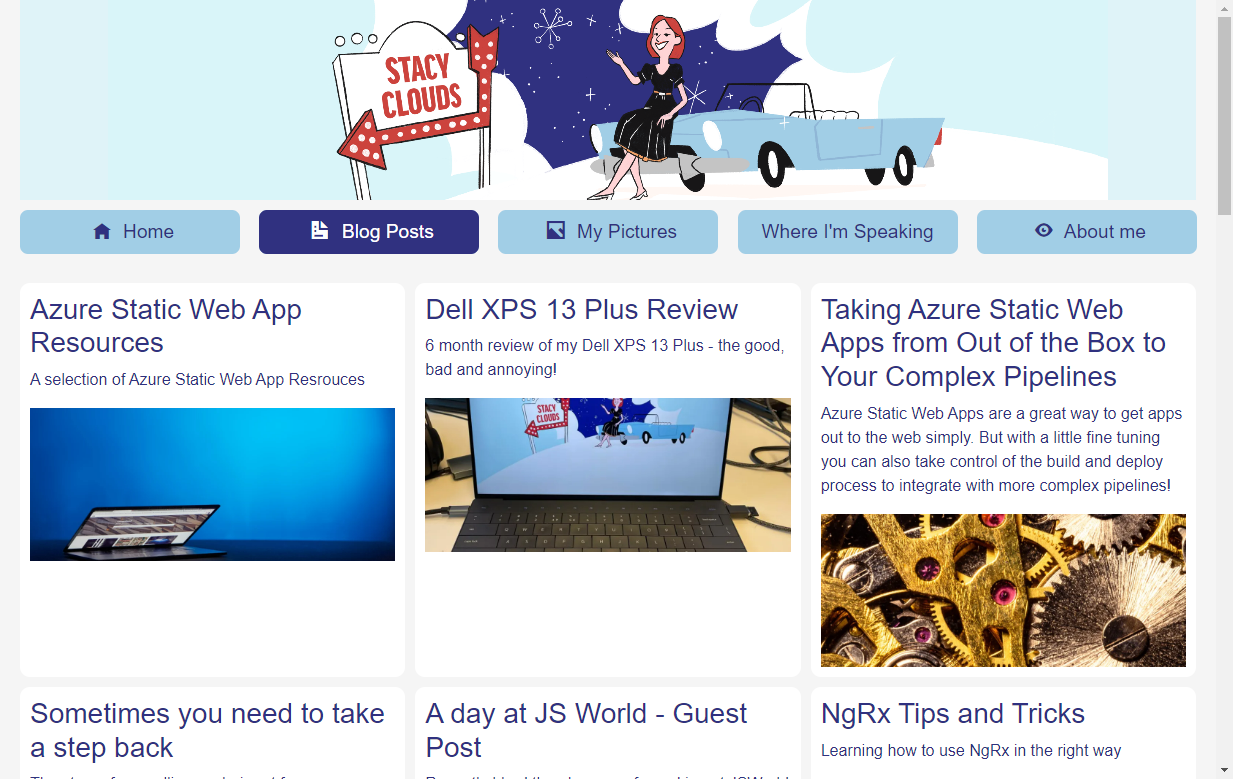 STACY
CLOUDS
Home
Blog Posts
My Pictures
Where I'm Speaking
About me
Azure Static Web App
Resources
A selection of Azure Static Web App Resrouces
Dell XPS 13 Plus Review
6 month review of my Dell XPS 13 Plus - the good,
bad and annoying!
STACY
CLOUDS
Taking Azure Static Web
Apps from Out of the Box to
Your Complex Pipelines
Azure Static Web Apps are a great way to get apps
out to the web simply. But with a little fine tuning
you can also take control of the build and deploy
process to integrate with more complex pipelines!
Sometimes you need to take
a step back
A day at JS World - Guest
Post
NgRx Tips and Tricks
Learning how to use NgRx in the right way